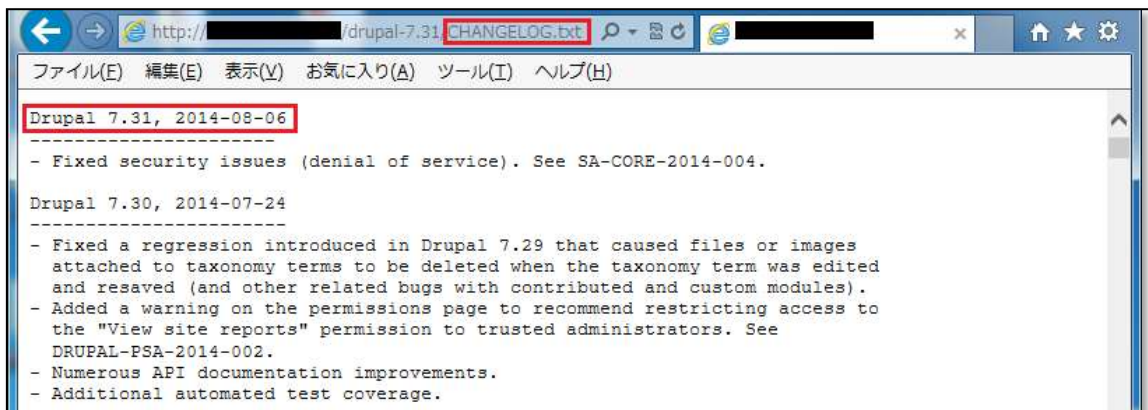 http:// /drupal-7.31/CHANGELOG.txt
ファイル(F) 編集(E) 表示(V) お気に入り(A) ツール(T) ヘルプ(H)
Drupal 7.31, 2014-08-06
-----------------------
- Fixed security issues (denial of service). See SA-CORE-2014-004.
Drupal 7.30, 2014-07-24
------------------------
- Fixed a regression introduced in Drupal 7.29 that caused files or images
attached to taxonomy terms to be deleted when the taxonomy term was edited
and resaved (and other related bugs with contributed and custom modules).
- Added a warning on the permissions page to recommend restricting access to
the "View site reports" permission to trusted administrators. See
DRUPAL-PSA-2014-002.
- Numerous API documentation improvements.
- Additional automated test coverage.